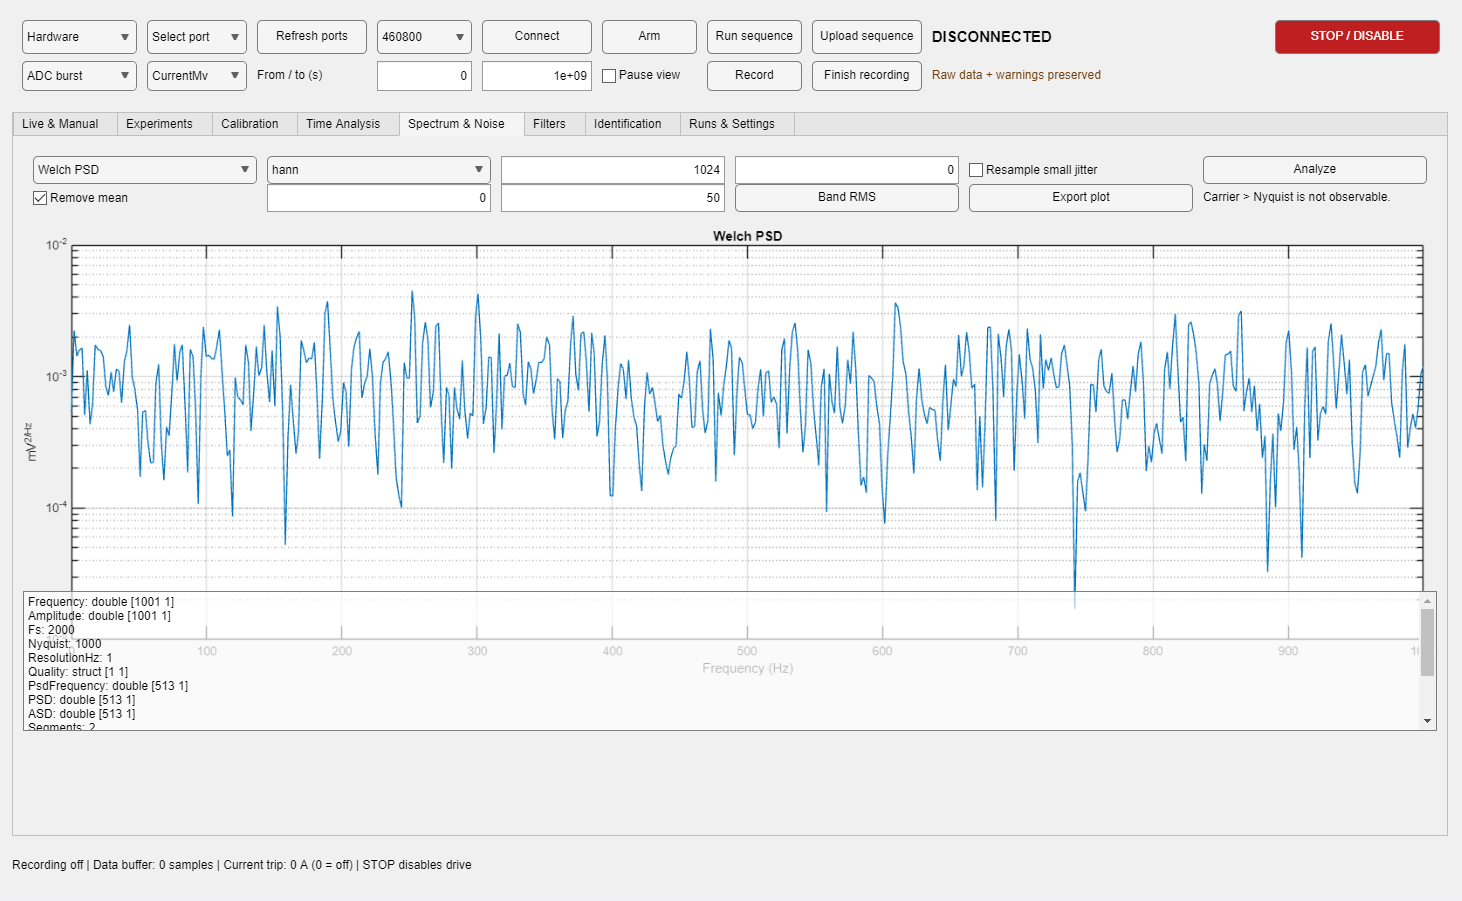 Hardware Select port Refresh ports 460800 Connect Arm Run sequence Upload sequence DISCONNECTED STOP / DISABLE
ADC burst CurrentMv From / to (s) 0 1e+09 Pause view Record Finish recording Raw data + warnings preserved
Live & Manual Experiments Calibration Time Analysis Spectrum & Noise Filters Identification Runs & Settings
Welch PSD hann 1024 0 Resample small jitter Analyze
Remove mean 0 50 Band RMS Export plot Carrier > Nyquist is not observable.
Welch PSD
10-2
10-3
mV2/Hz
10-4
Frequency: double [1001 1]
Amplitude: double [1001 1]
Fs: 2000
Nyquist: 1000
ResolutionHz: 1
Quality: struct [1 1]
PsdFrequency: double [513 1]
PSD: double [513 1]
ASD: double [513 1]
Segments: 2
100 200 300 400 500 600 700 800 900
Frequency (Hz)
Recording off | Data buffer: 0 samples | Current trip: 0 A (0 = off) | STOP disables drive